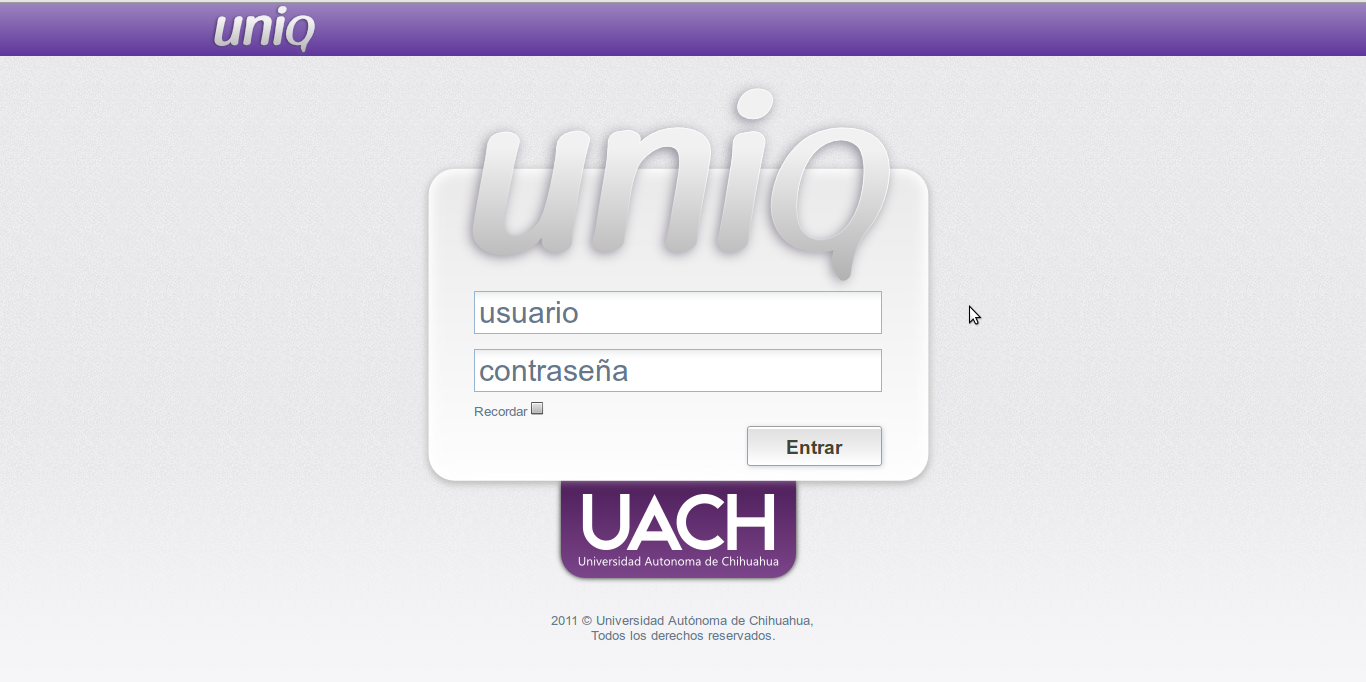 uniq
uniq
usuario
contraseña
Recordar
Entrar
UACH
Universidad Autonoma de Chihuahua
2011 © Universidad Autónoma de Chihuahua,
Todos los derechos reservados.